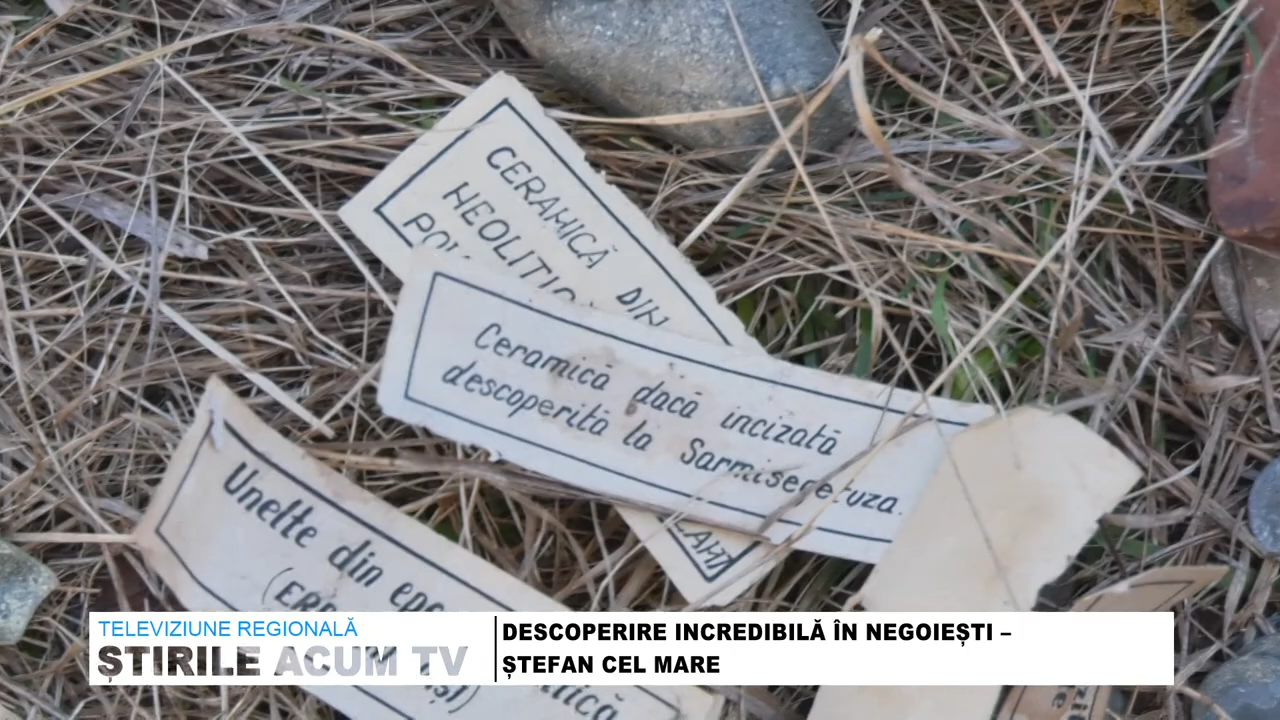 CERAMICĂ DIN
NEOLITIC
Ceramică dacă incizată
descoperită la Sarmisegetuza.
Unelte din
TELEVIZIUNE REGIONALĂ
ȘTIRILE ACUM TV
DESCOPERIRE INCREDIBILĂ ÎN NEGOIEȘTI –
ȘTEFAN CEL MARE